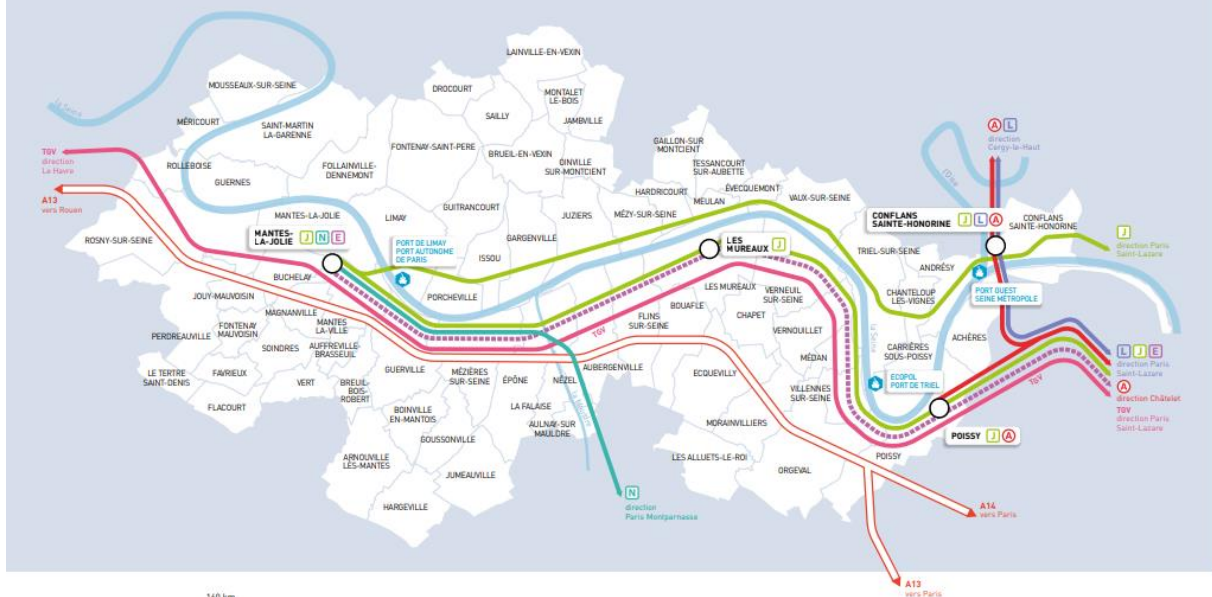 LAINVILLE-EN-VEXIN
MOUSSEAUX-SUR-SEINE
DROCOURT
MONTALET
LE-BOIS
la Seine
MÉRICOURT
SAINT-MARTIN
LA-GARENNE
SAILLY
JAMBVILLE
A L
direction
Cergy-le-Haut
TGV
direction
Le Havre
ROLLEBOISE
FOLLAINVILLE-
DENNEMONT
FONTENAY-SAINT-PERE
BRUEIL-EN-VEXIN
OINVILLE
SUR-MONTCIENT
GAILLON-SUR
MONTCIENT
TESSANCOURT
SUR-AUBETTE
l'Oise
GUERNES
HARDRICOURT
ÉVECQUEMONT
VAUX-SUR-SEINE
A13
vers Rouen
MANTES-LA-JOLIE
LIMAY
GUITRANCOURT
JUZIERS
MÉZY-SUR-SEINE
MEULAN
CONFLANS
SAINTE-HONORINE J L A
CONFLANS
SAINTE-HONORINE
ROSNY-SUR-SEINE
MANTES-
LA-JOLIE J N E
PORT DE LIMAY
PORT AUTONOME
DE PARIS
GARGENVILLE
LES
MUREAUX J
TRIEL-SUR-SEINE
J
direction Paris
Saint-Lazare
ISSOU
ANDRÉSY
BUCHELAY
PORCHEVILLE
LES MUREAUX
VERNEUIL
SUR-SEINE
CHANTELOUP
LES-VIGNES
PORT OUEST
SEINE MÉTROPOLE
JOUY-MAUVOISIN
MAGNANVILLE
BOUAFLE
CHAPET
PERDREAUVILLE
FONTENAY
MAUVOISIN
MANTES
LA-VILLE
FLINS
SUR-SEINE
TGV
VERNOUILLET
la Seine
CARRIÈRES
SOUS-POISSY
ACHÈRES
SOINDRES
AUFFREVILLE-
BRASSEUIL
MÉDAN
L J E
direction Paris
Saint-Lazare
LE TERTRE
SAINT-DENIS
FAVRIEUX
VERT
GUERVILLE
MÉZIÈRES
SUR-SEINE
ÉPÔNE
NÉZEL
AUBERGENVILLE
ECQUEVILLY
ECOPOL
PORT DE TRIEL
TGV
A
direction Châtelet
TGV
direction Paris
Saint-Lazare
BREUIL-
BOIS-
ROBERT
VILLENNES
SUR-SEINE
FLACOURT
BOINVILLE
EN-MANTOIS
LA FALAISE
la Mauldre
AULNAY-SUR
MAULDRE
MORAINVILLIERS
POISSY J A
GOUSSONVILLE
ARNOUVILLE
LÈS-MANTES
JUMEAUVILLE
LES ALLUETS-LE-ROI
ORGEVAL
POISSY
HARGEVILLE
N
direction
Paris Montparnasse
A14
vers Paris
A13
vers Paris